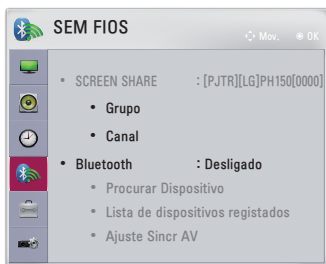 SEM FIOS
Mov. OK
• SCREEN SHARE : [PJTR][LG]PH150[0000]
• Grupo
• Canal
• Bluetooth : Desligado
• Procurar Dispositivo
• Lista de dispositivos registados
• Ajuste Sincr AV